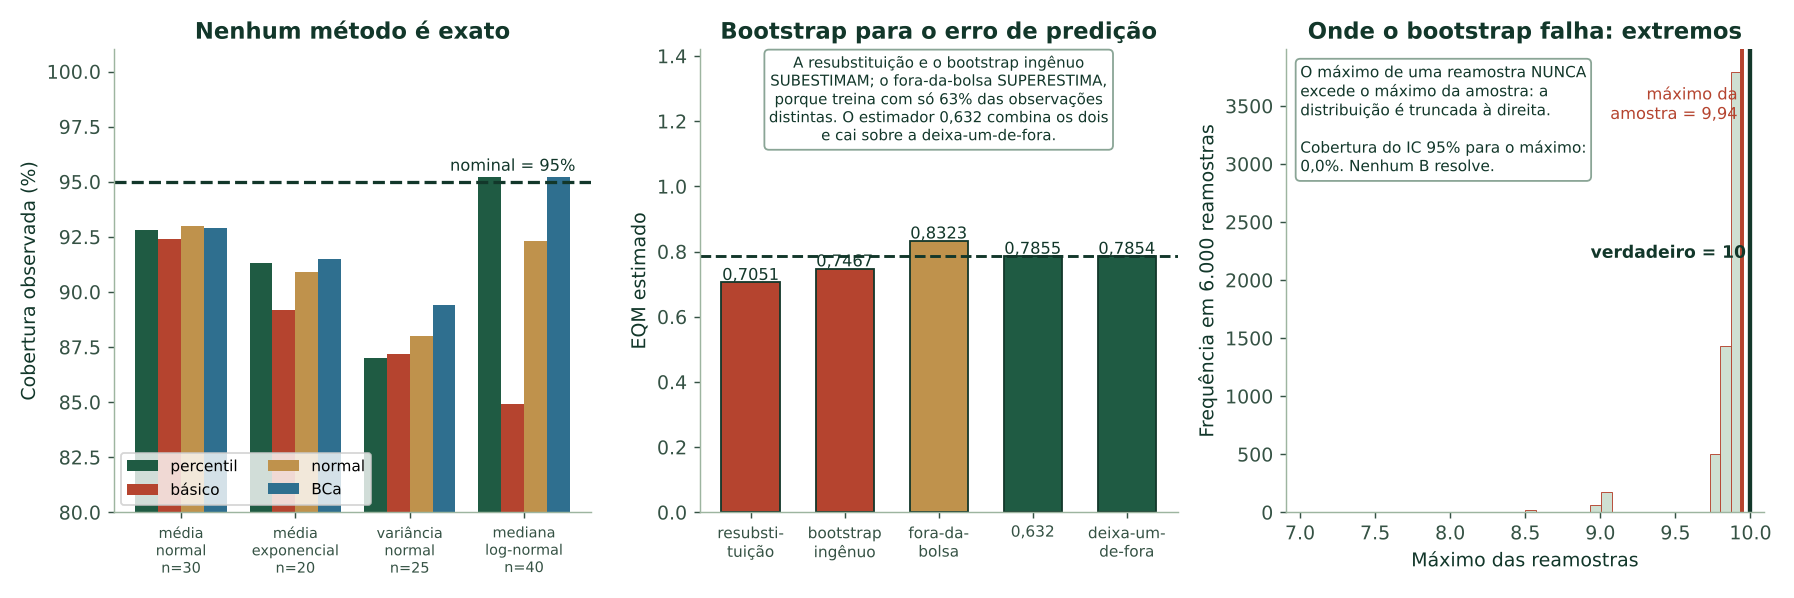 Nenhum método é exato
Cobertura observada (%)
100.0
97.5
95.0
92.5
90.0
87.5
85.0
82.5
80.0
nominal = 95%
percentil
básico
normal
BCa
média
normal
n=30
média
exponencial
n=20
variância
normal
n=25
mediana
log-normal
n=40
Bootstrap para o erro de predição
A resubstituição e o bootstrap ingênuo
SUBESTIMAM; o fora-da-bolsa SUPERESTIMA,
porque treina com só 63% das observações
distintas. O estimador 0,632 combina os dois
e cai sobre a deixa-um-de-fora.
EQM estimado
1.4
1.2
1.0
0.8
0.6
0.4
0.2
0.0
0,7051
0,7467
0,8323
0,7855
0,7854
resubsti-
tuição
bootstrap
ingênuo
fora-da-
bolsa
0,632
deixa-um-
de-fora
Onde o bootstrap falha: extremos
O máximo de uma reamostra NUNCA
excede o máximo da amostra: a
distribuição é truncada à direita.
Cobertura do IC 95% para o máximo:
0,0%. Nenhum B resolve.
máximo da
amostra = 9,94
verdadeiro = 10
Frequência em 6.000 reamostras
3500
3000
2500
2000
1500
1000
500
0
7.0
7.5
8.0
8.5
9.0
9.5
10.0
Máximo das reamostras